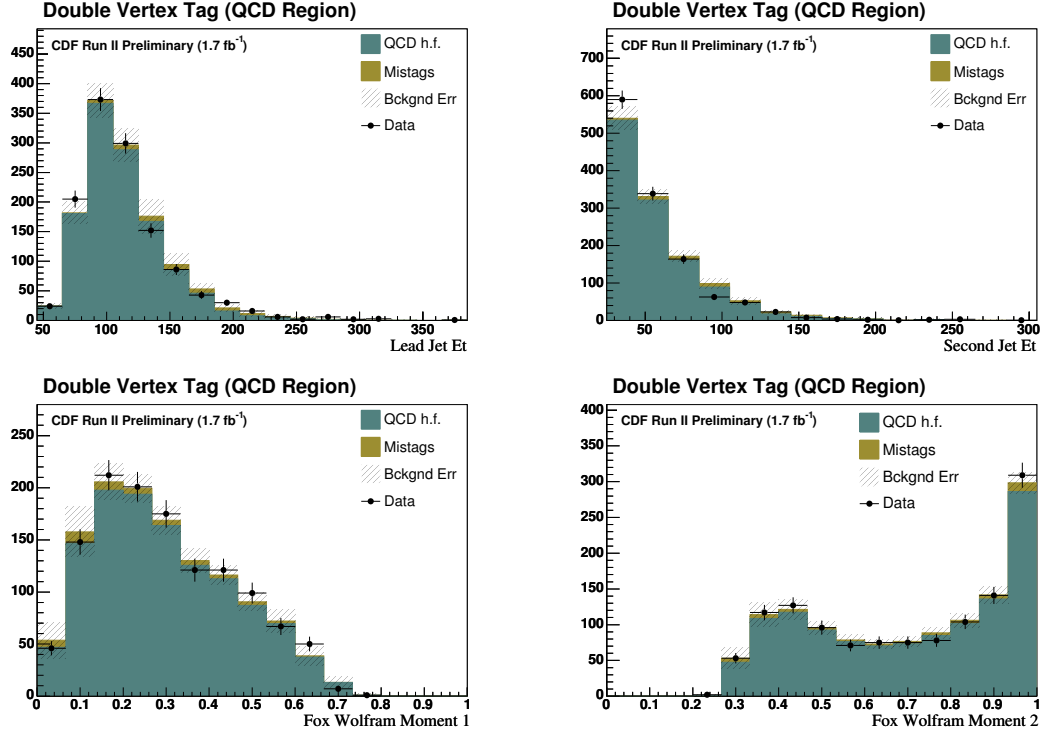 Double Vertex Tag (QCD Region)
CDF Run II Preliminary (1.7 fb-1)
QCD h.f.
Mistags
Bckgnd Err
Data
450
400
350
300
250
200
150
100
50
0
50 100 150 200 250 300 350
Lead Jet Et
Double Vertex Tag (QCD Region)
CDF Run II Preliminary (1.7 fb-1)
QCD h.f.
Mistags
Bckgnd Err
Data
700
600
500
400
300
200
100
0
50 100 150 200 250 300
Second Jet Et
Double Vertex Tag (QCD Region)
CDF Run II Preliminary (1.7 fb-1)
QCD h.f.
Mistags
Bckgnd Err
Data
250
200
150
100
50
0
0 0.1 0.2 0.3 0.4 0.5 0.6 0.7 0.8 0.9 1
Fox Wolfram Moment 1
Double Vertex Tag (QCD Region)
CDF Run II Preliminary (1.7 fb-1)
QCD h.f.
Mistags
Bckgnd Err
Data
400
350
300
250
200
150
100
50
0
0 0.1 0.2 0.3 0.4 0.5 0.6 0.7 0.8 0.9 1
Fox Wolfram Moment 2